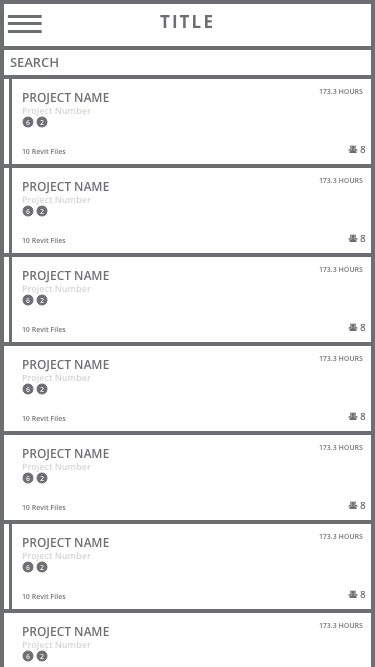 TITLE
SEARCH
PROJECT NAME
173.3 HOURS
Project Number
6 2
10 Revit Files
8
PROJECT NAME
173.3 HOURS
Project Number
6 2
10 Revit Files
8
PROJECT NAME
173.3 HOURS
Project Number
6 2
10 Revit Files
8
PROJECT NAME
173.3 HOURS
Project Number
6 2
10 Revit Files
8
PROJECT NAME
173.3 HOURS
Project Number
6 2
10 Revit Files
8
PROJECT NAME
173.3 HOURS
Project Number
6 2
10 Revit Files
8
PROJECT NAME
173.3 HOURS
Project Number
6 2